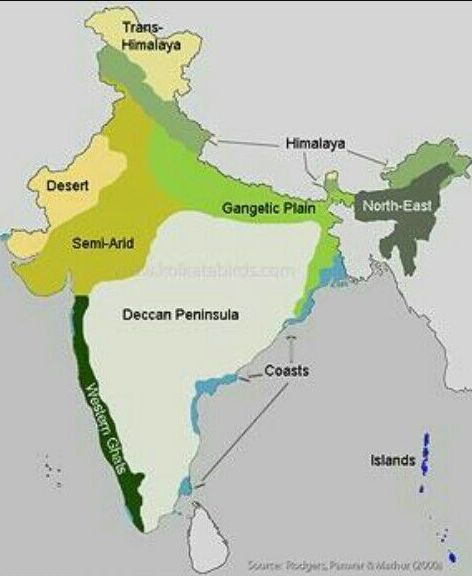 Trans-
Himalaya
Himalaya
Desert
Gangetic Plain
North-East
Semi-Arid
www.kolkatabirds.com
Deccan Peninsula
Coasts
Western Ghats
Islands
Source: Rodgers, Panwar & Mathur (2000)